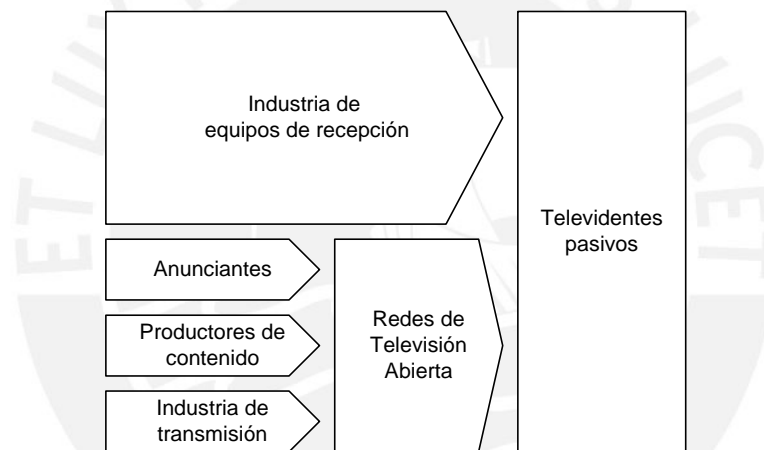 Industria de
equipos de recepción
Anunciantes
Productores de
contenido
Industria de
transmisión
Redes de
Televisión
Abierta
Televidentes
pasivos